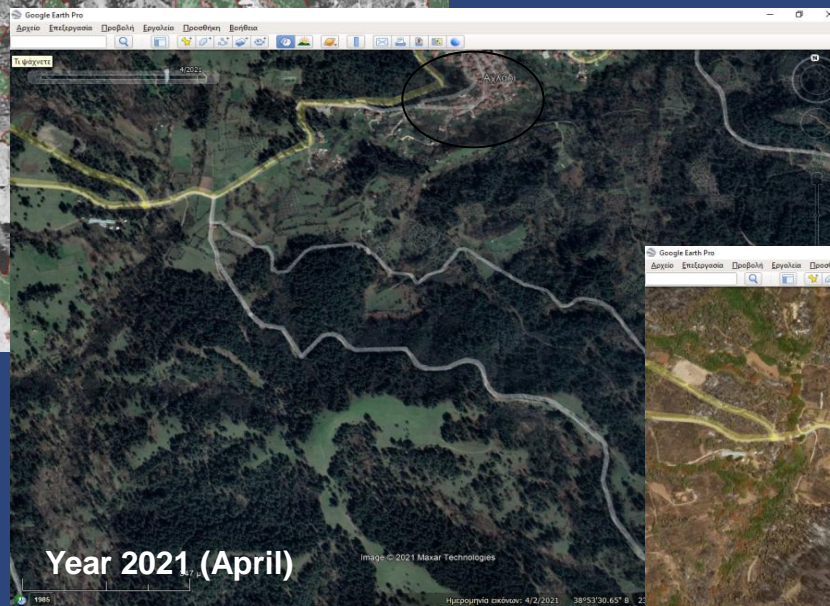 Google Earth Pro
Αρχείο Επεξεργασία Προβολή Εργαλεία Προσθήκη Βοήθεια
Τι ψάχνετε
4/2021
N
Google Earth Pro
Αρχείο Επεξεργασία Προβολή Εργαλεία
Year 2021 (April)
Image © 2021 Maxar Technologies
1985
Ημερομηνία εικόνων: 4/2/2021 38°53'30.65" Β